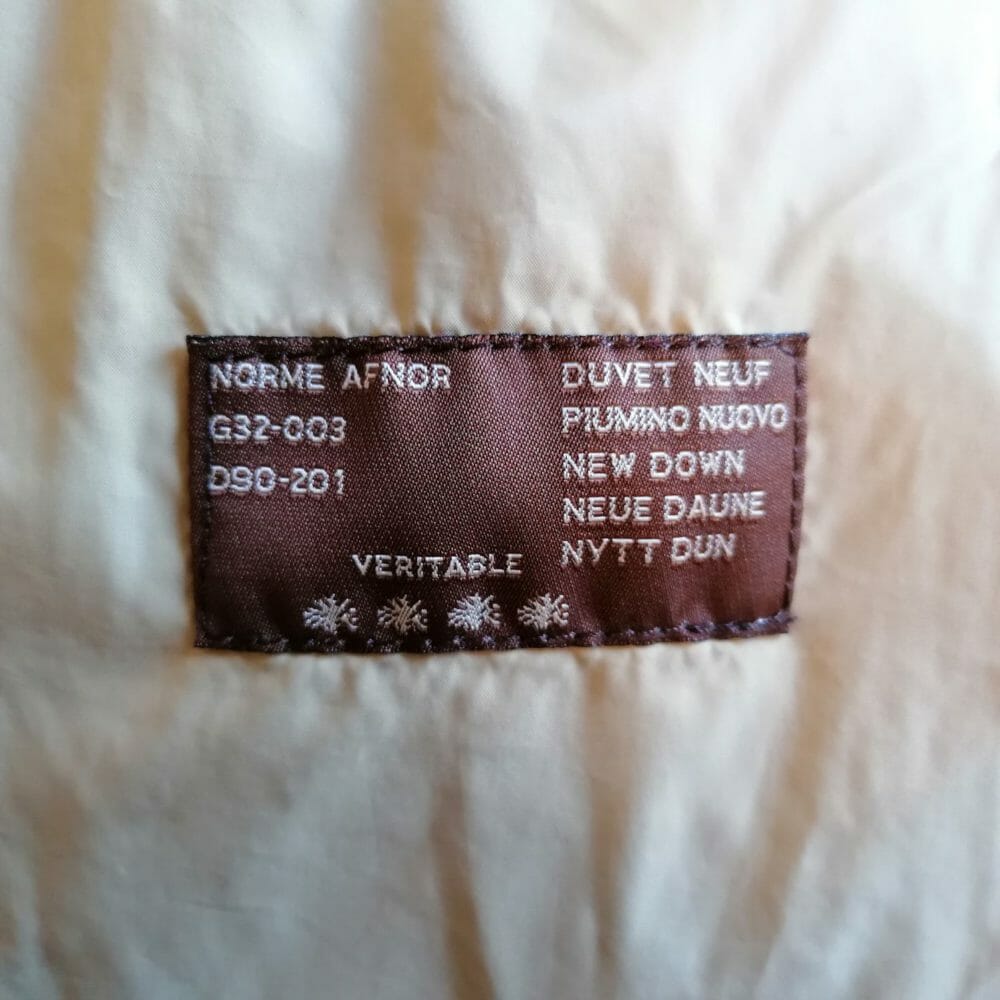 NORME AFNOR
G32-003
D90-201
VERITABLE
DUVET NEUF
PIUMINO NUOVO
NEW DOWN
NEUE DAUNE
NYTT DUN